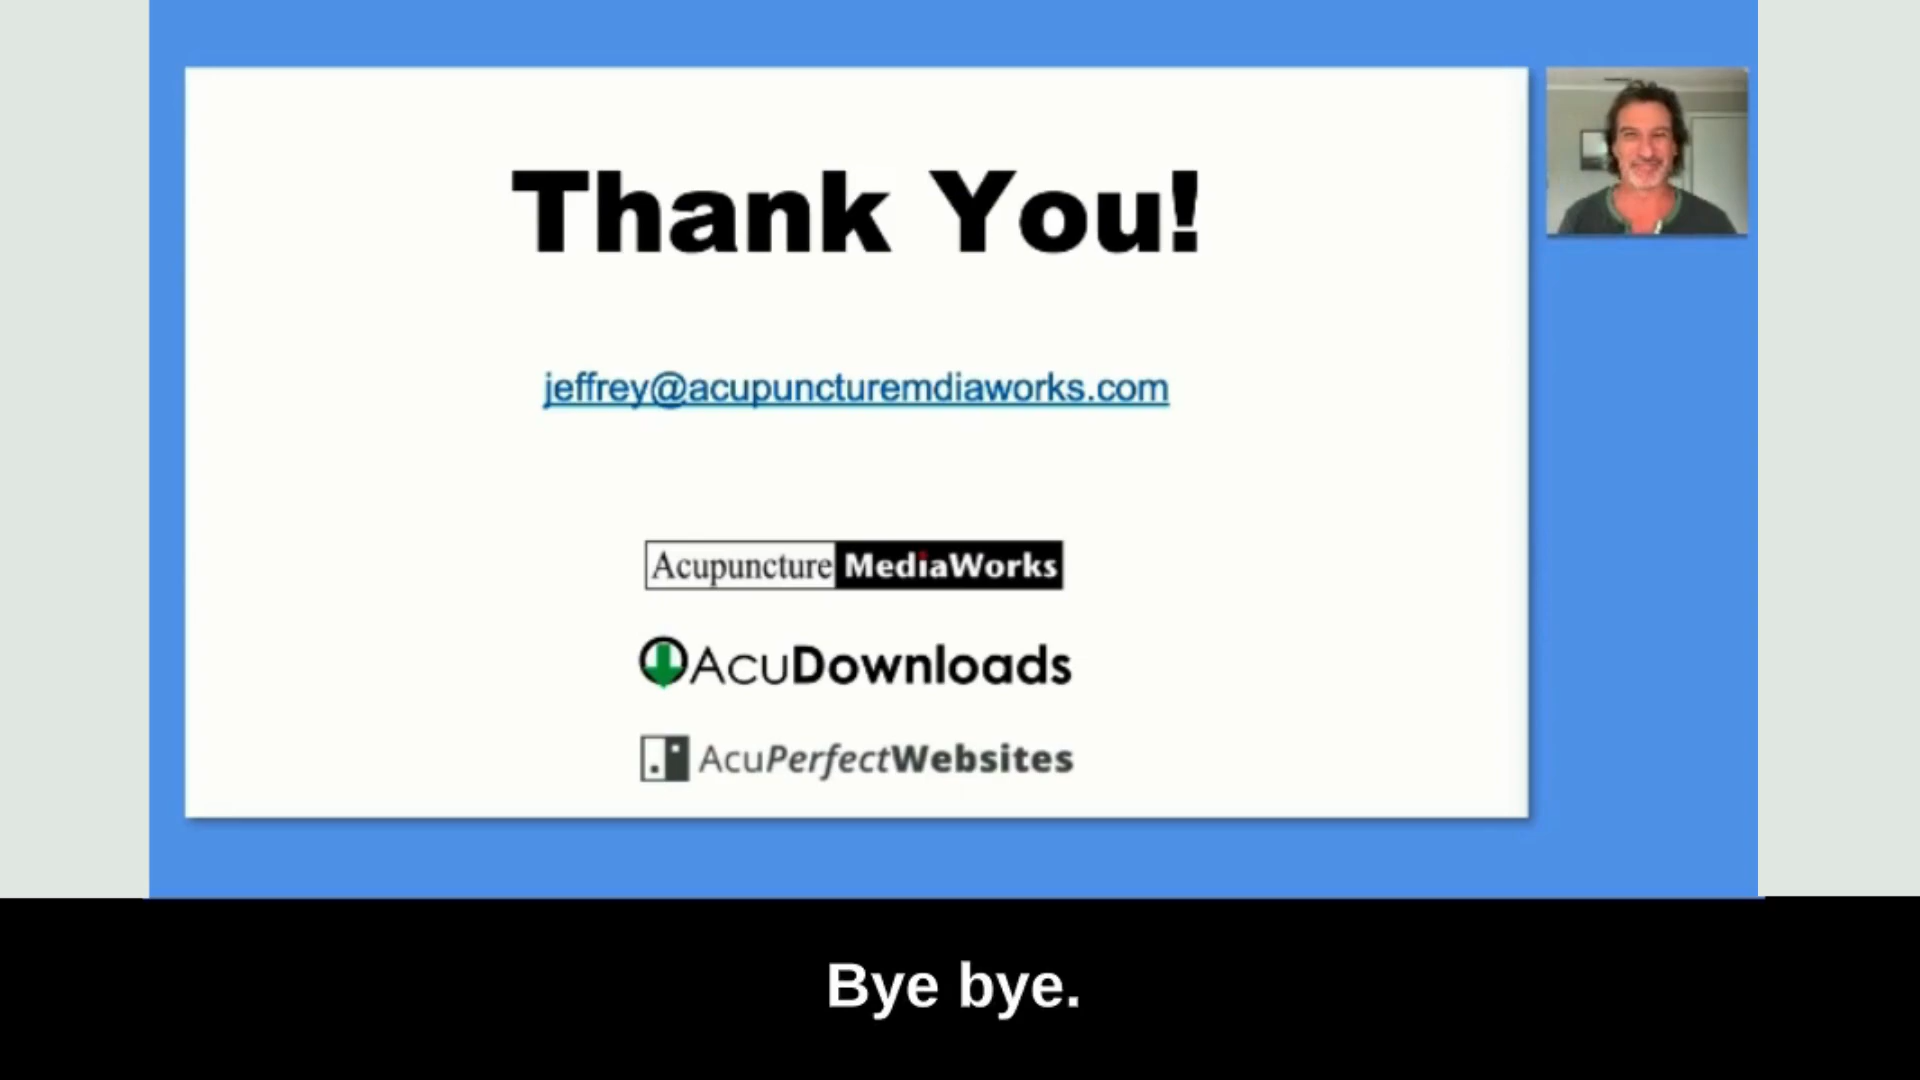 Thank You!
jeffrey@acupuncturemdiaworks.com
Acupuncture MediaWorks
AcuDownloads
AcuPerfectWebsites
Bye bye.